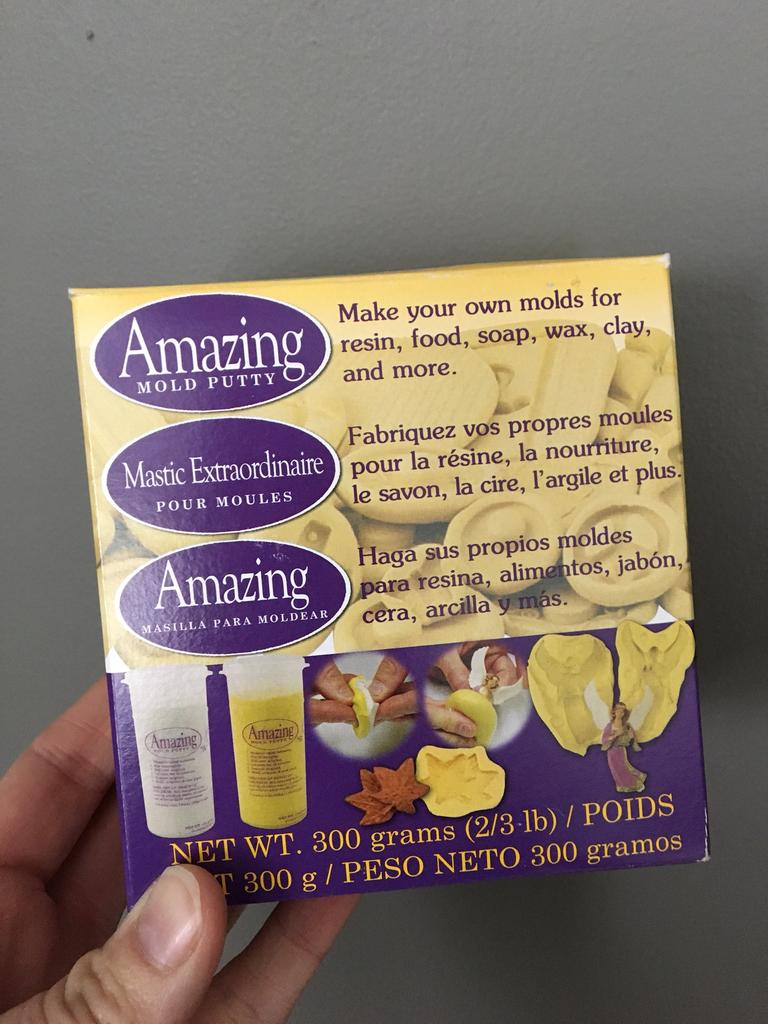 Amazing
MOLD PUTTY
Make your own molds for
resin, food, soap, wax, clay,
and more.
Mastic Extraordinaire
POUR MOULES
Fabriquez vos propres moules
pour la résine, la nourriture,
le savon, la cire, l'argile et plus.
Amazing
MASILLA PARA MOLDEAR
Haga sus propios moldes
para resina, alimentos, jabón,
cera, arcilla y más.
Amazing
MOLD PUTTY
Amazing
MOLD PUTTY
NET WT. 300 grams (2/3 lb) / POIDS
T 300 g / PESO NETO 300 gramos